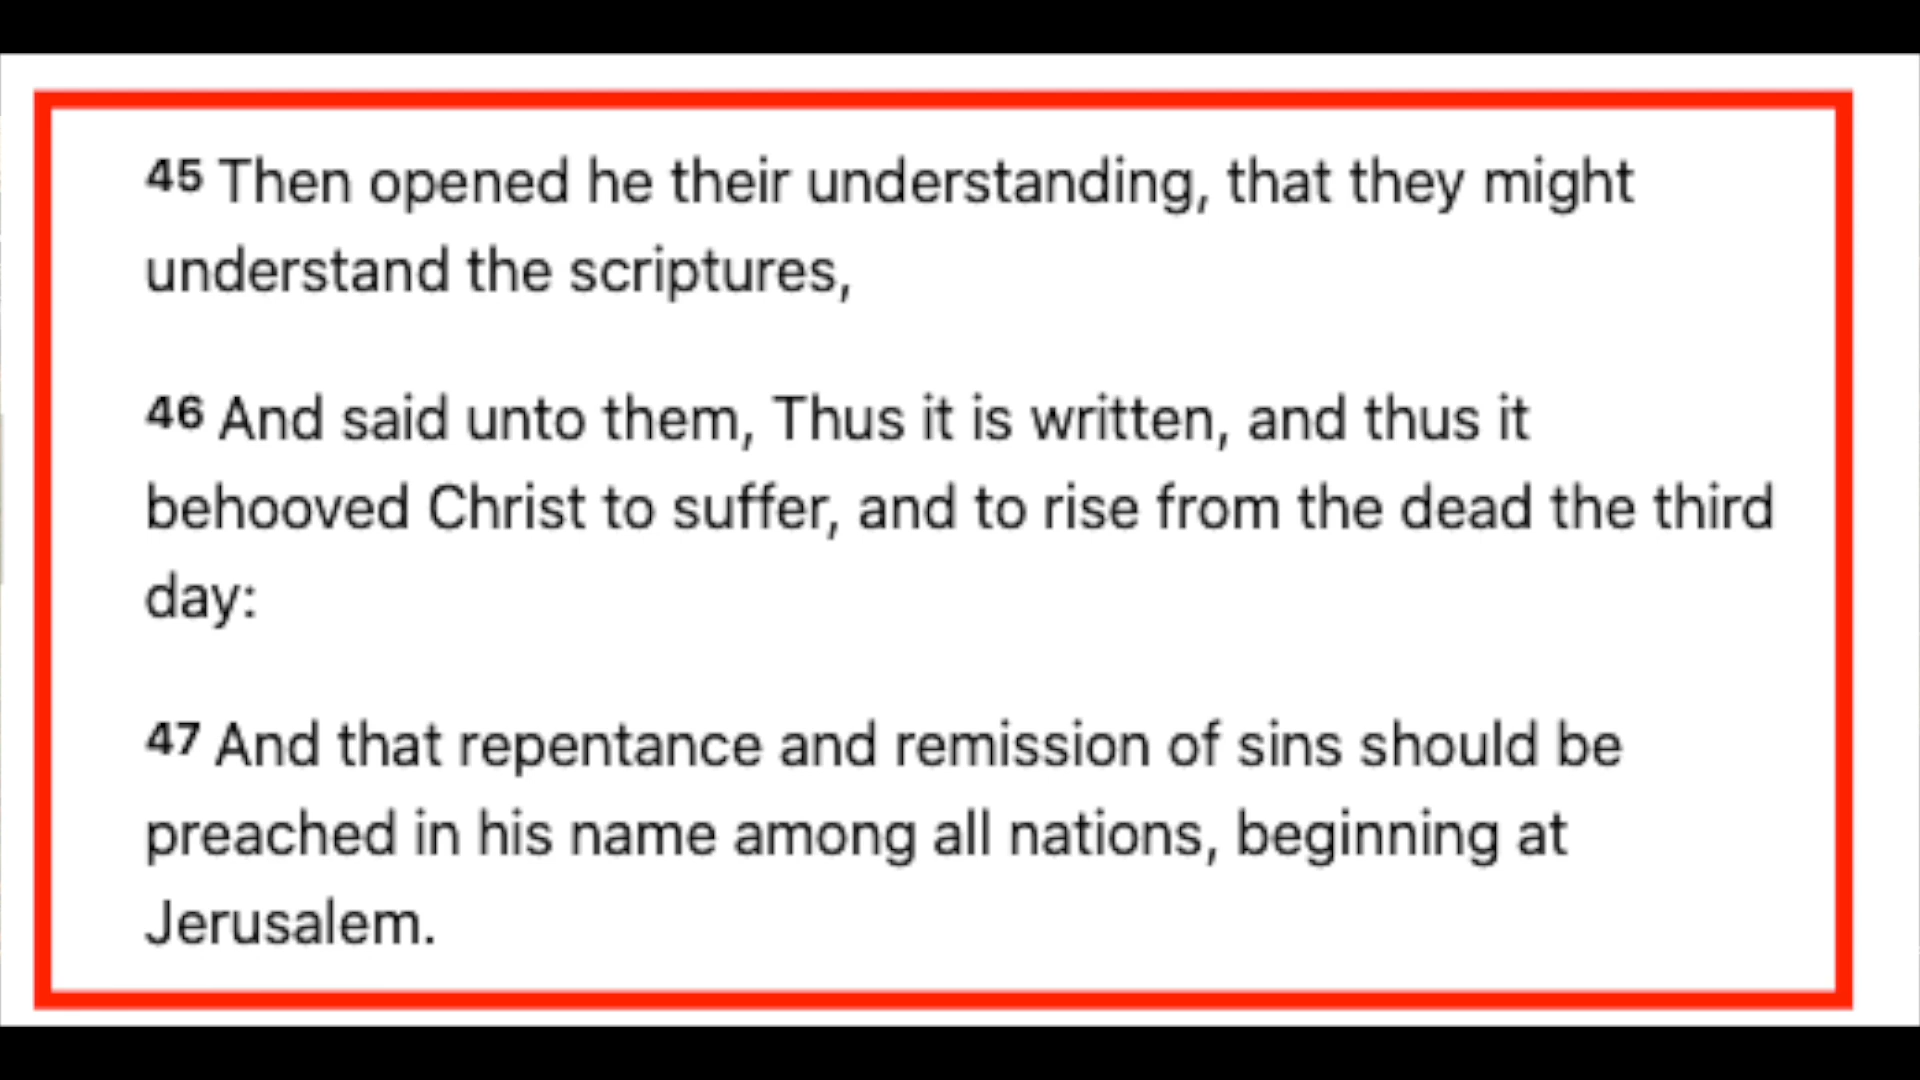 45 Then opened he their understanding, that they might
understand the scriptures,
46 And said unto them, Thus it is written, and thus it
behooved Christ to suffer, and to rise from the dead the third
day:
47 And that repentance and remission of sins should be
preached in his name among all nations, beginning at
Jerusalem.